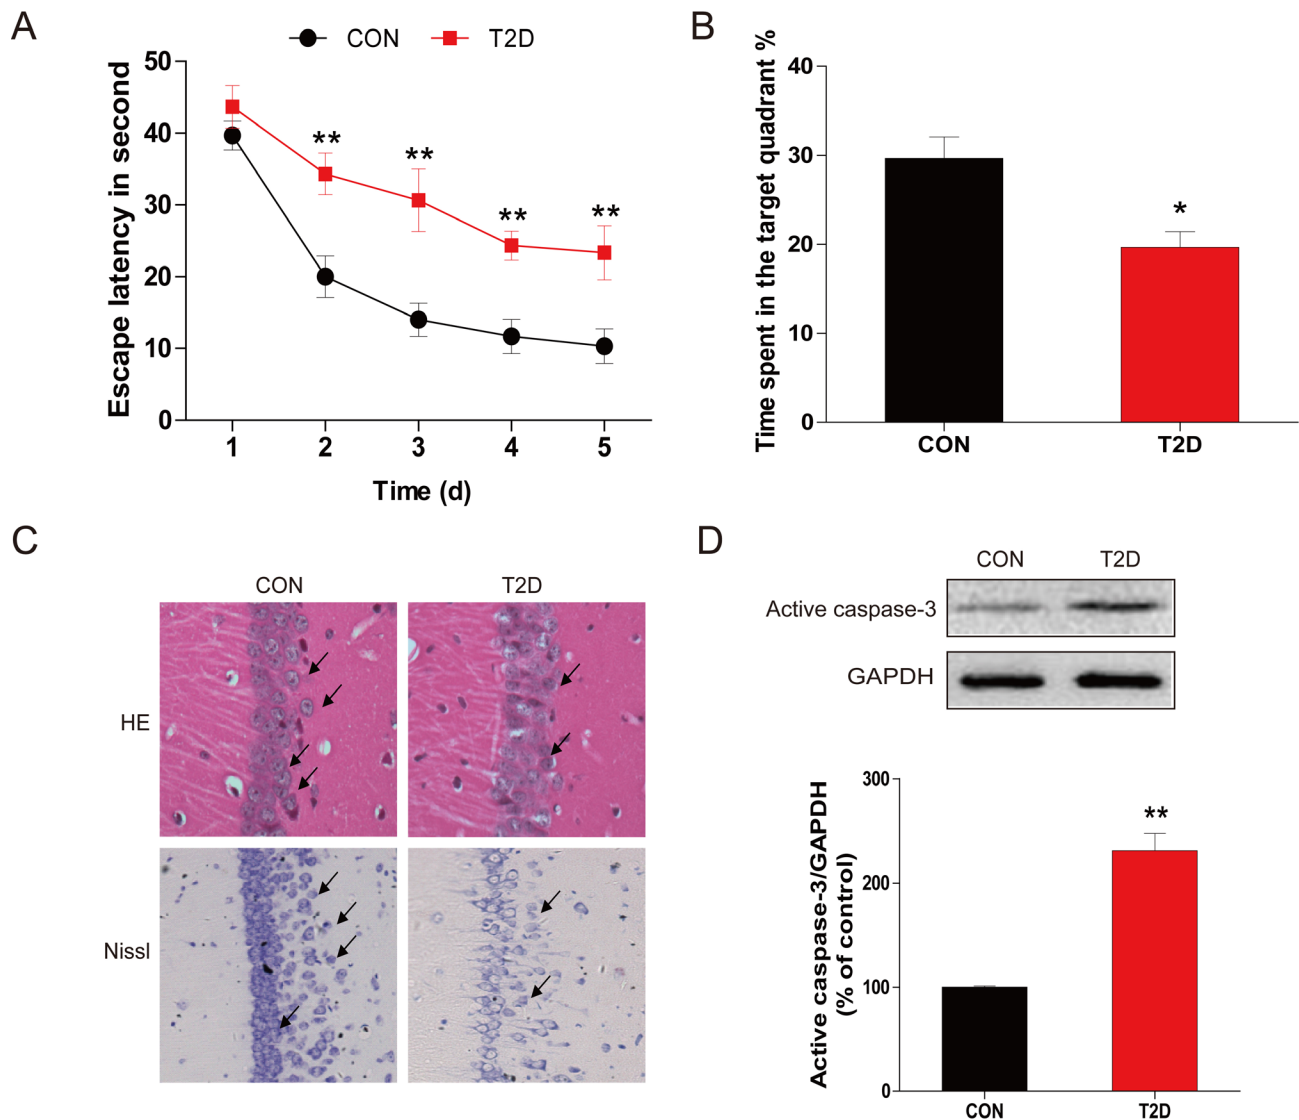 A
CON T2D
Escape latency in second
50
40
30
20
10
0
** ** ** **
1 2 3 4 5
Time (d)
B
Time spent in the target quadrant %
40
30
20
10
0
*
CON T2D
C
CON T2D
HE
Nissl
D
CON T2D
Active caspase-3
GAPDH
Active caspase-3/GAPDH
(% of control)
300
200
100
0
**
CON T2D